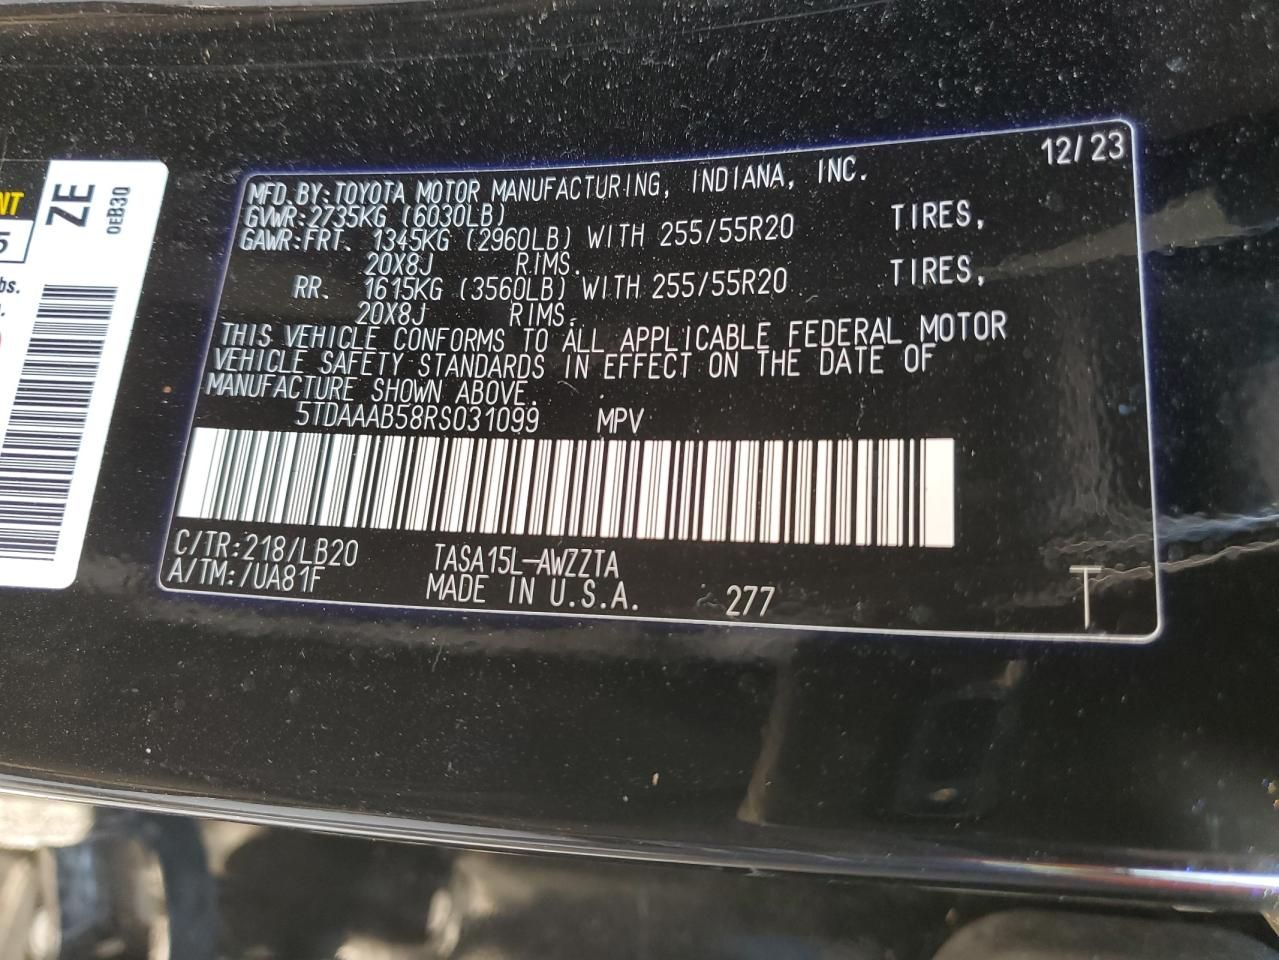 12/23
MFD.BY:TOYOTA MOTOR MANUFACTURING, INDIANA, INC.
GVWR:2735KG (6030LB)
GAWR:FRT. 1345KG (2960LB) WITH 255/55R20 TIRES,
20X8J RIMS.
RR. 1615KG (3560LB) WITH 255/55R20 TIRES,
20X8J RIMS.
THIS VEHICLE CONFORMS TO ALL APPLICABLE FEDERAL MOTOR
VEHICLE SAFETY STANDARDS IN EFFECT ON THE DATE OF
MANUFACTURE SHOWN ABOVE.
5TDAAAB58RS031099 MPV
C/TR:218/LB20 TASA15L-AWZZTA
A/TM:/UA81F MADE IN U.S.A. 277 T
ZE
0EB30
NT
5
bs.